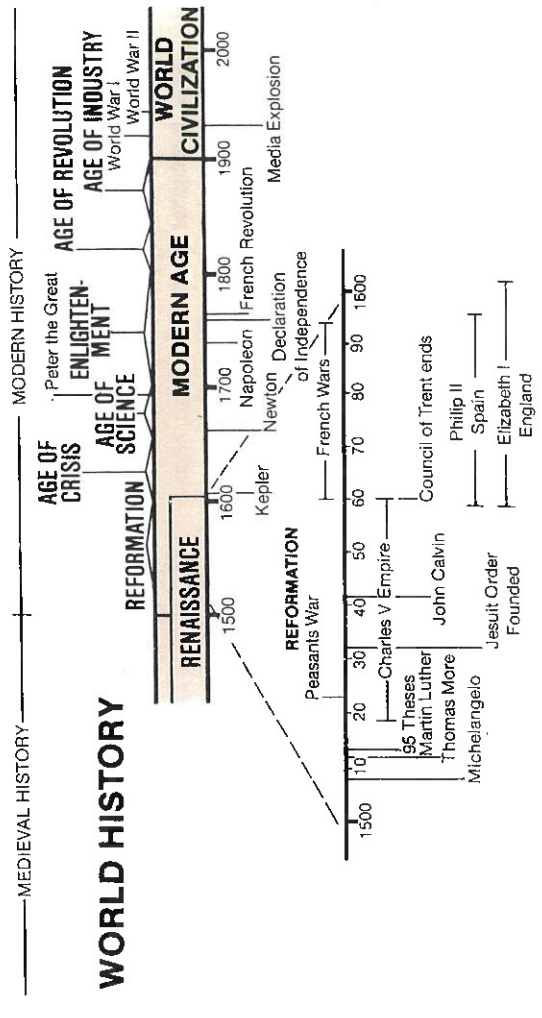 MEDIEVAL HISTORY
MODERN HISTORY
WORLD HISTORY
REFORMATION
AGE OF
CRISIS
AGE OF
SCIENCE
Peter the Great
ENLIGHTEN-
MENT
AGE OF REVOLUTION
AGE OF INDUSTRY
World War I
World War II
RENAISSANCE
MODERN AGE
WORLD
CIVILIZATION
1500
1600
1700
1800
1900
2000
Kepler
Newton
Napoleon
Declaration
of Independence
French Revolution
Media Explosion
REFORMATION
Peasants War
French Wars
1500
10
20
30
40
50
60
70
80
90
1600
Charles V Empire
95 Theses
Martin Luther
Thomas More
Michelangelo
John Calvin
Jesuit Order
Founded
Council of Trent ends
Philip II
Spain
Elizabeth I
England